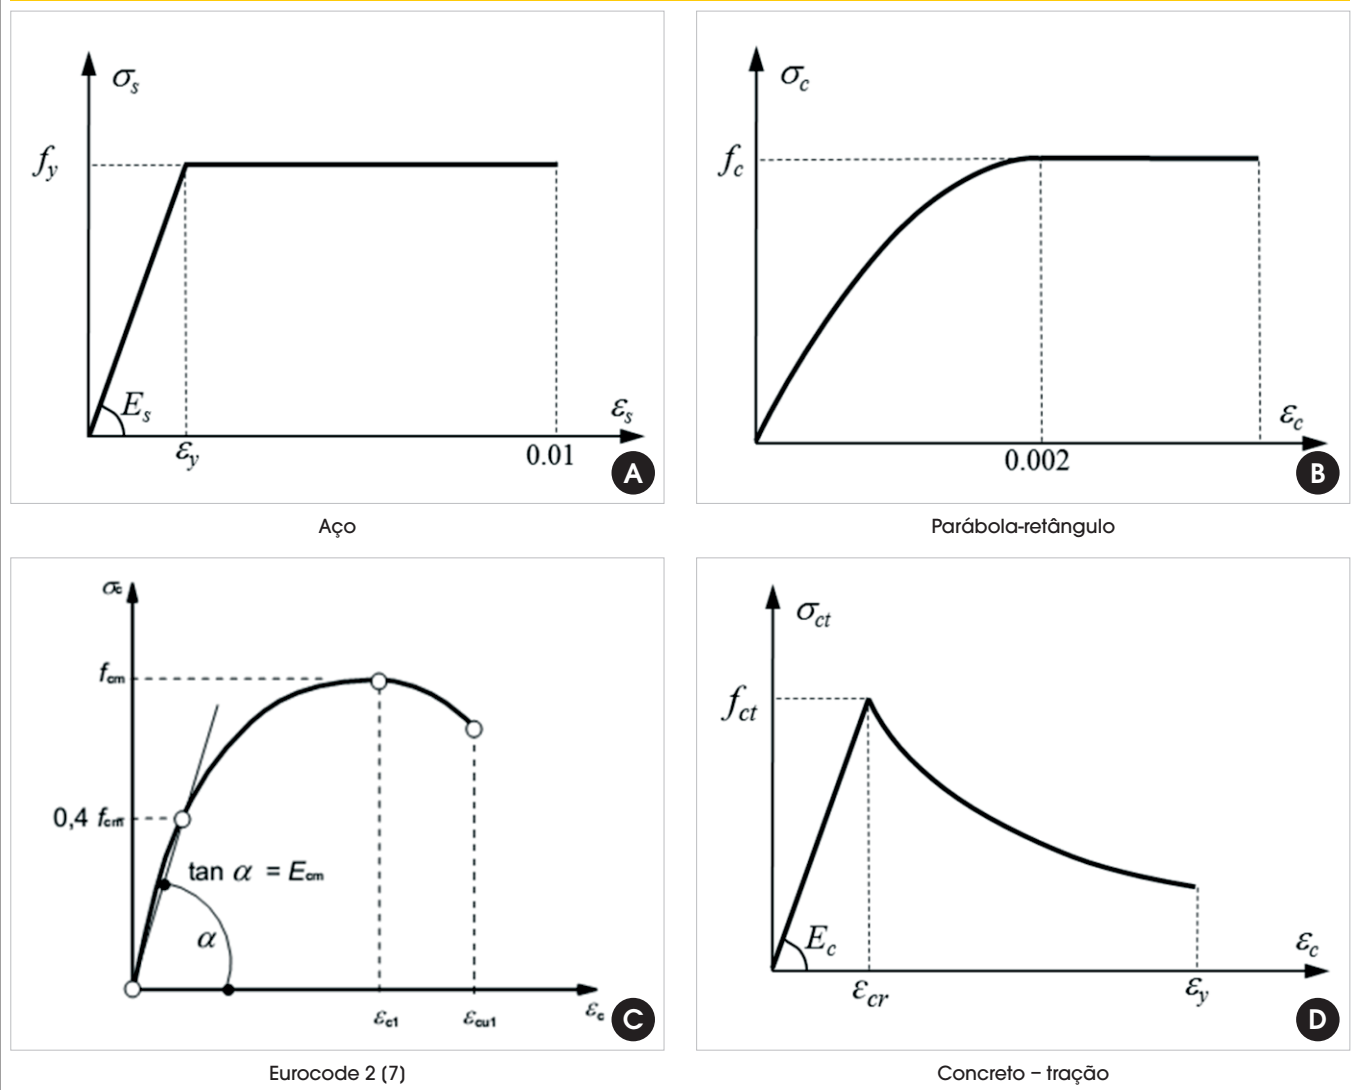 σs
fy
Es
εs
εy
0.01
A
Aço
σc
fc
εc
0.002
B
Parábola-retângulo
σc
fcm
0,4 fcm
tan α = Ecm
α
εc1
εcu1
εc
C
Eurocode 2 (7)
σct
fct
Ec
εc
εcr
εy
D
Concreto – tração